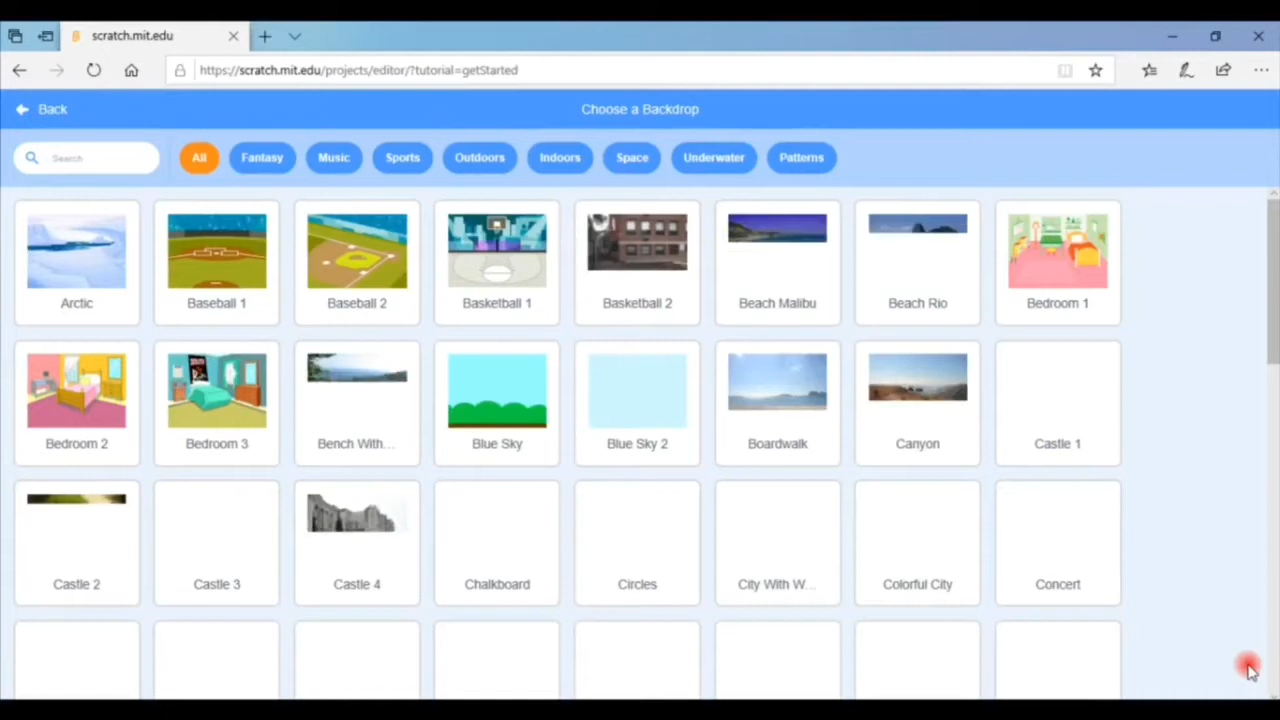 scratch.mit.edu
https://scratch.mit.edu/projects/editor/?tutorial=getStarted
Back
Choose a Backdrop
Search
All
Fantasy
Music
Sports
Outdoors
Indoors
Space
Underwater
Patterns
Arctic
Baseball 1
Baseball 2
Basketball 1
Basketball 2
Beach Malibu
Beach Rio
Bedroom 1
Bedroom 2
Bedroom 3
Bench With...
Blue Sky
Blue Sky 2
Boardwalk
Canyon
Castle 1
Castle 2
Castle 3
Castle 4
Chalkboard
Circles
City With W...
Colorful City
Concert